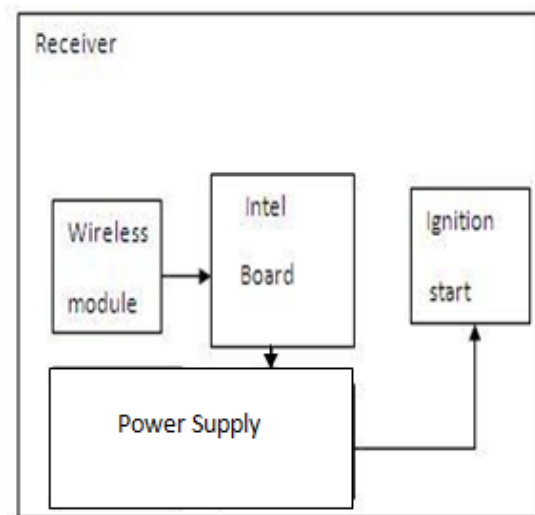 Receiver
Wireless
module
Intel
Board
Ignition
start
Power Supply